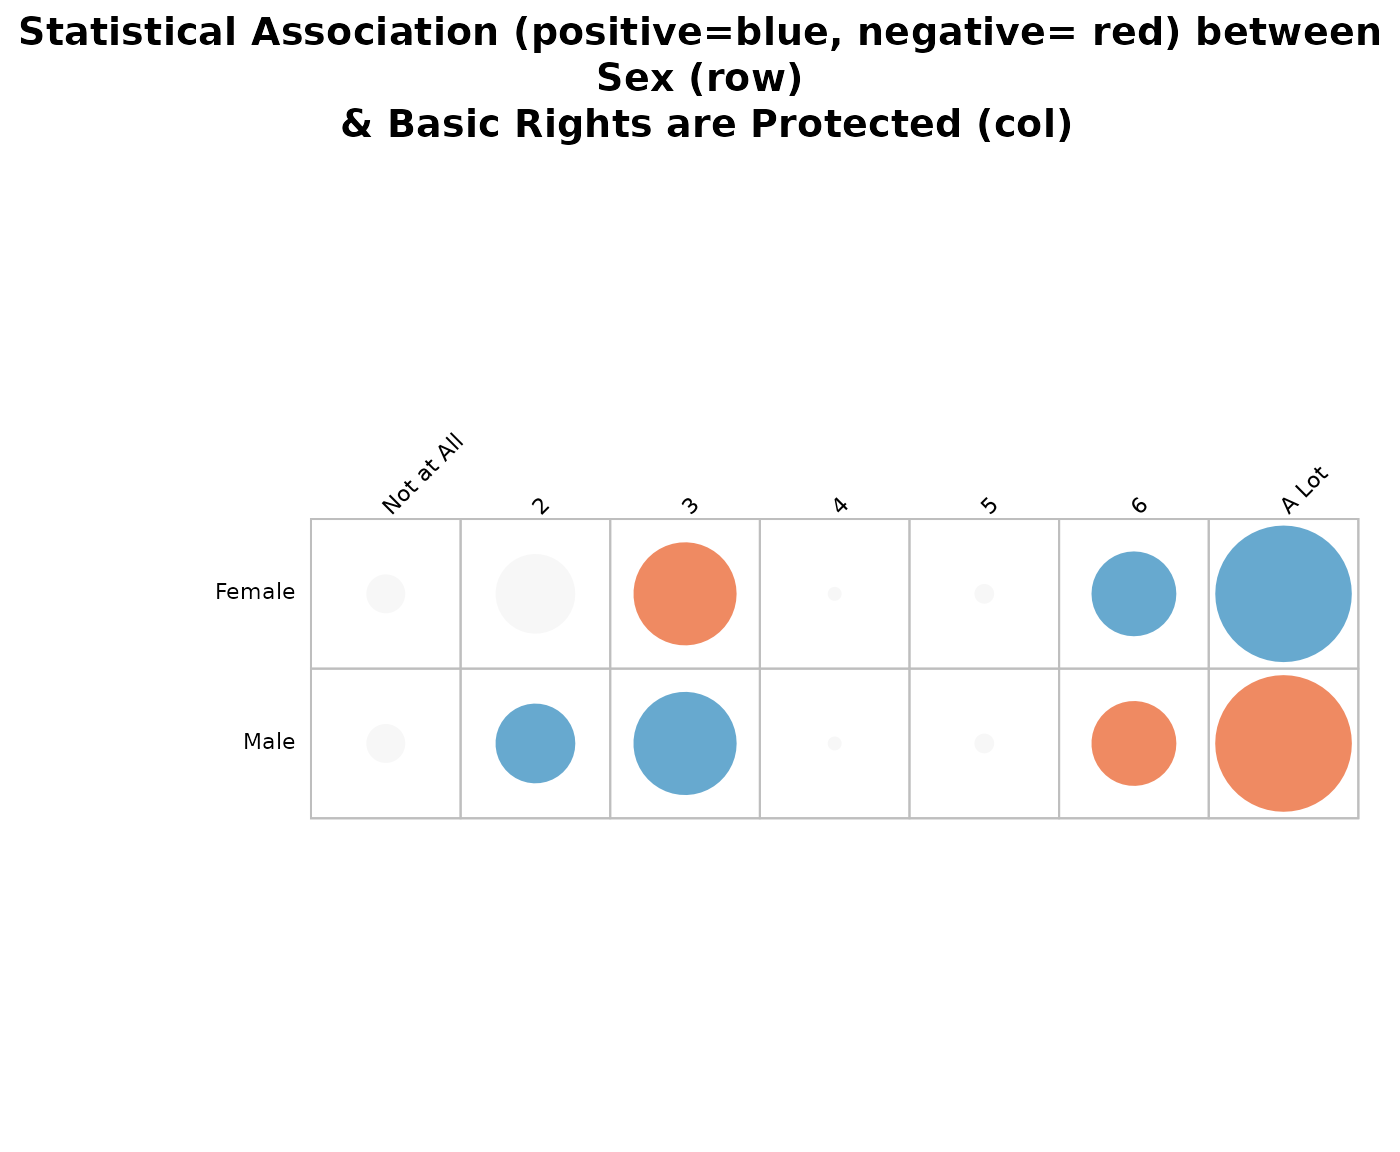 Statistical Association (positive=blue, negative= red) between
Sex (row)
& Basic Rights are Protected (col)
Not at All
2
3
4
5
6
A Lot
Female
Male